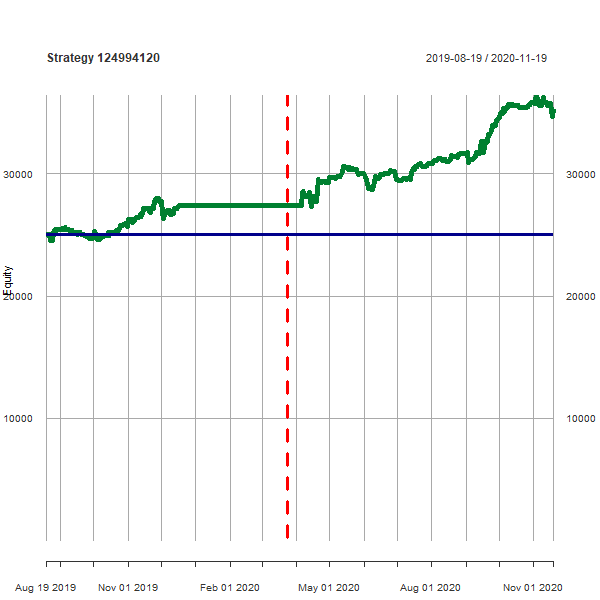 Strategy 124994120
2019-08-19 / 2020-11-19
30000
30000
Equity
20000
20000
10000
10000
Aug 19 2019
Nov 01 2019
Feb 01 2020
May 01 2020
Aug 01 2020
Nov 01 2020